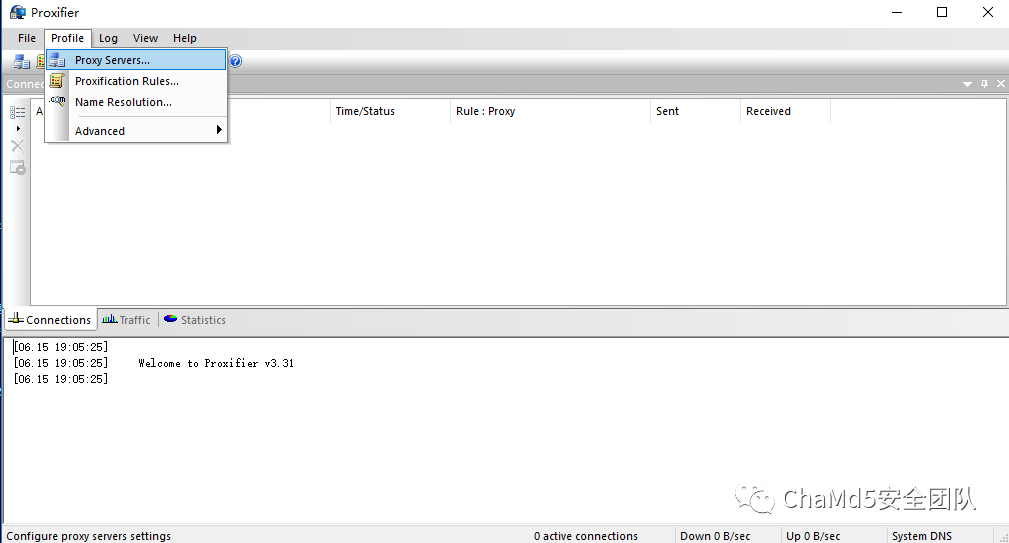 Proxifier
File Profile Log View Help
Proxy Servers...
Proxification Rules...
Name Resolution...
Advanced
Time/Status Rule : Proxy Sent Received
Connections Traffic Statistics
[06.15 19:05:25]
[06.15 19:05:25] Welcome to Proxifier v3.31
[06.15 19:05:25]
ChaMd5安全团队
Configure proxy servers settings 0 active connections Down 0 B/sec Up 0 B/sec System DNS